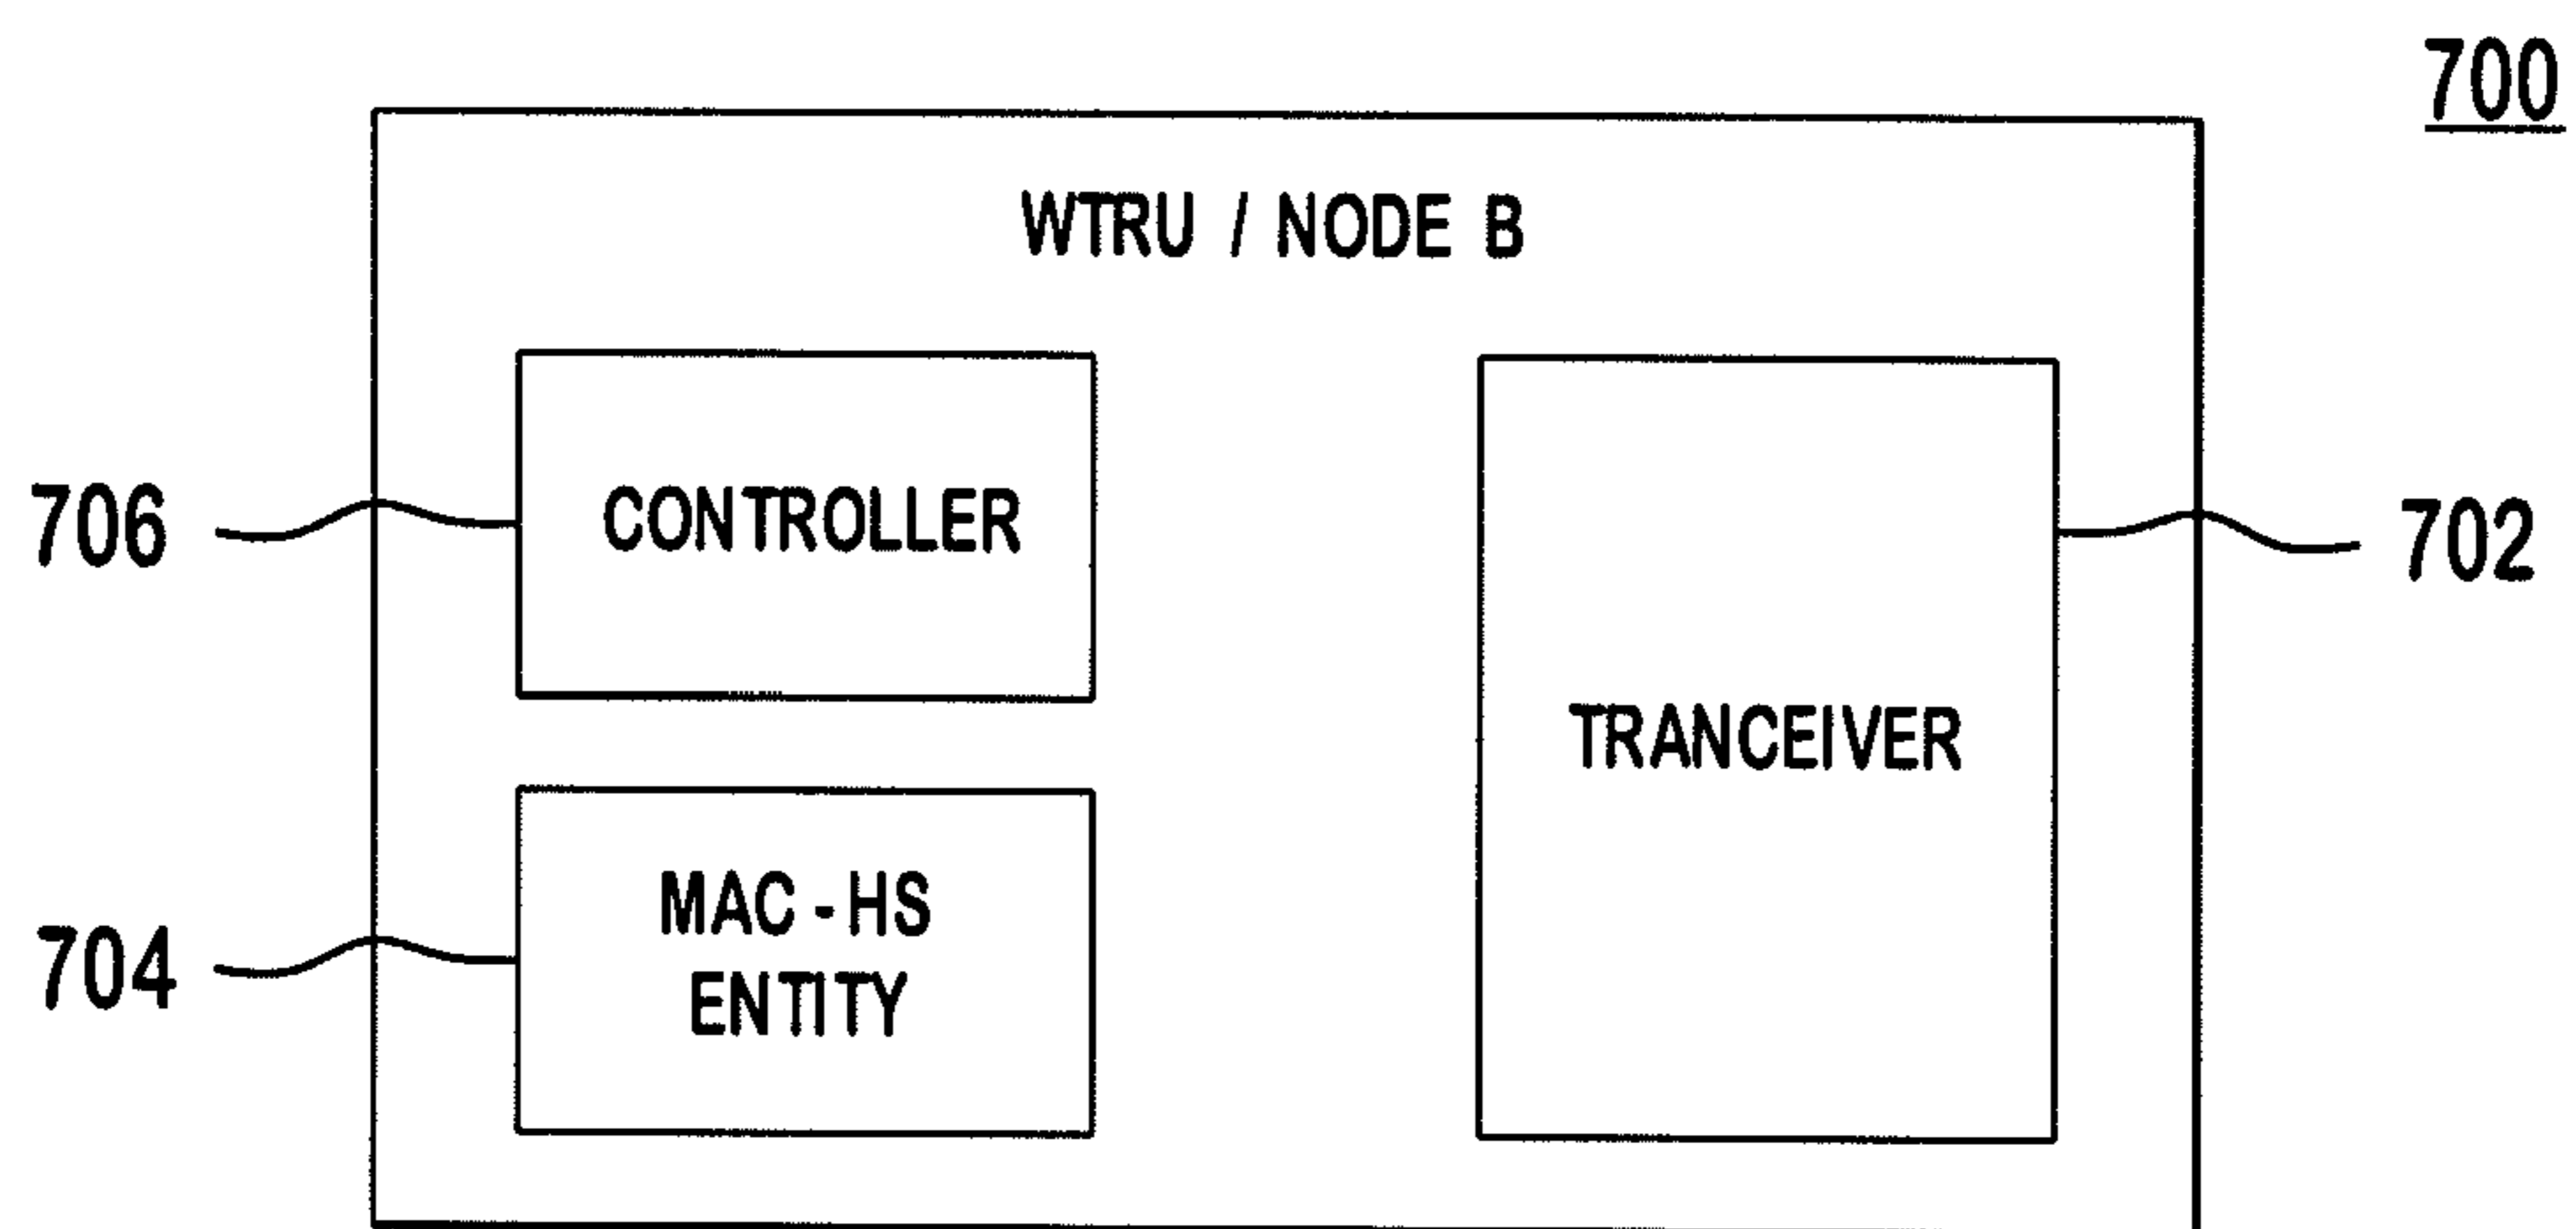 700
WTRU / NODE B
706
CONTROLLER
702
TRANCEIVER
704
MAC - HS
ENTITY